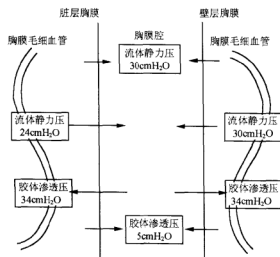 脏层胸膜
壁层胸膜
胸膜毛细血管
胸膜腔
胸膜毛细血管
流体静力压
30cmH₂O
流体静力压
24cmH₂O
流体静力压
30cmH₂O
胶体渗透压
34cmH₂O
胶体渗透压
34cmH₂O
胶体渗透压
5cmH₂O